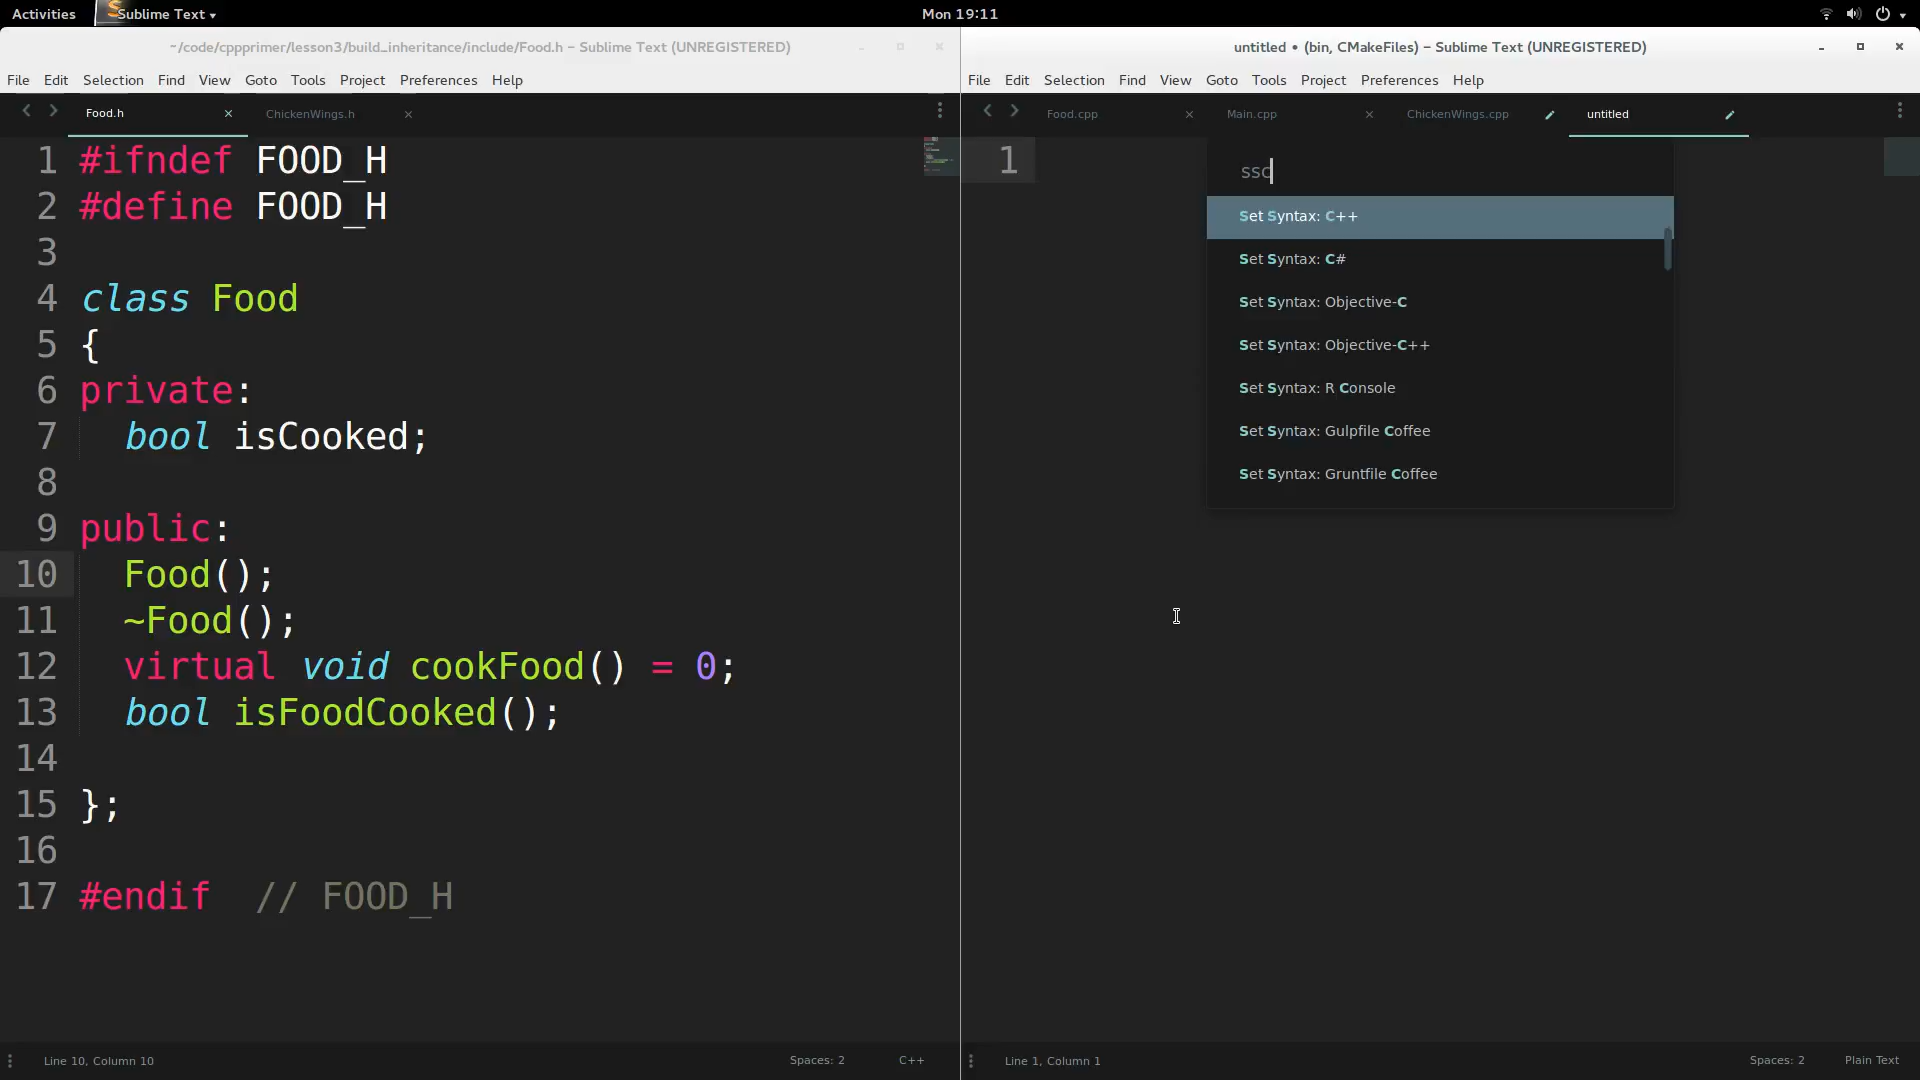 Activities Sublime Text Mon 19:11
~/code/cppprimer/lesson3/build_inheritance/include/Food.h – Sublime Text (UNREGISTERED)
File Edit Selection Find View Goto Tools Project Preferences Help
Food.h ChickenWings.h
1 #ifndef FOOD_H
2 #define FOOD_H
3
4 class Food
5 {
6 private:
7 bool isCooked;
8
9 public:
10 Food();
11 ~Food();
12 virtual void cookFood() = 0;
13 bool isFoodCooked();
14
15 };
16
17 #endif // FOOD_H
Line 10, Column 10 Spaces: 2 C++
untitled • (bin, CMakeFiles) – Sublime Text (UNREGISTERED)
File Edit Selection Find View Goto Tools Project Preferences Help
Food.cpp Main.cpp ChickenWings.cpp untitled
1
ssc
Set Syntax: C++
Set Syntax: C#
Set Syntax: Objective-C
Set Syntax: Objective-C++
Set Syntax: R Console
Set Syntax: Gulpfile Coffee
Set Syntax: Gruntfile Coffee
Line 1, Column 1 Spaces: 2 Plain Text